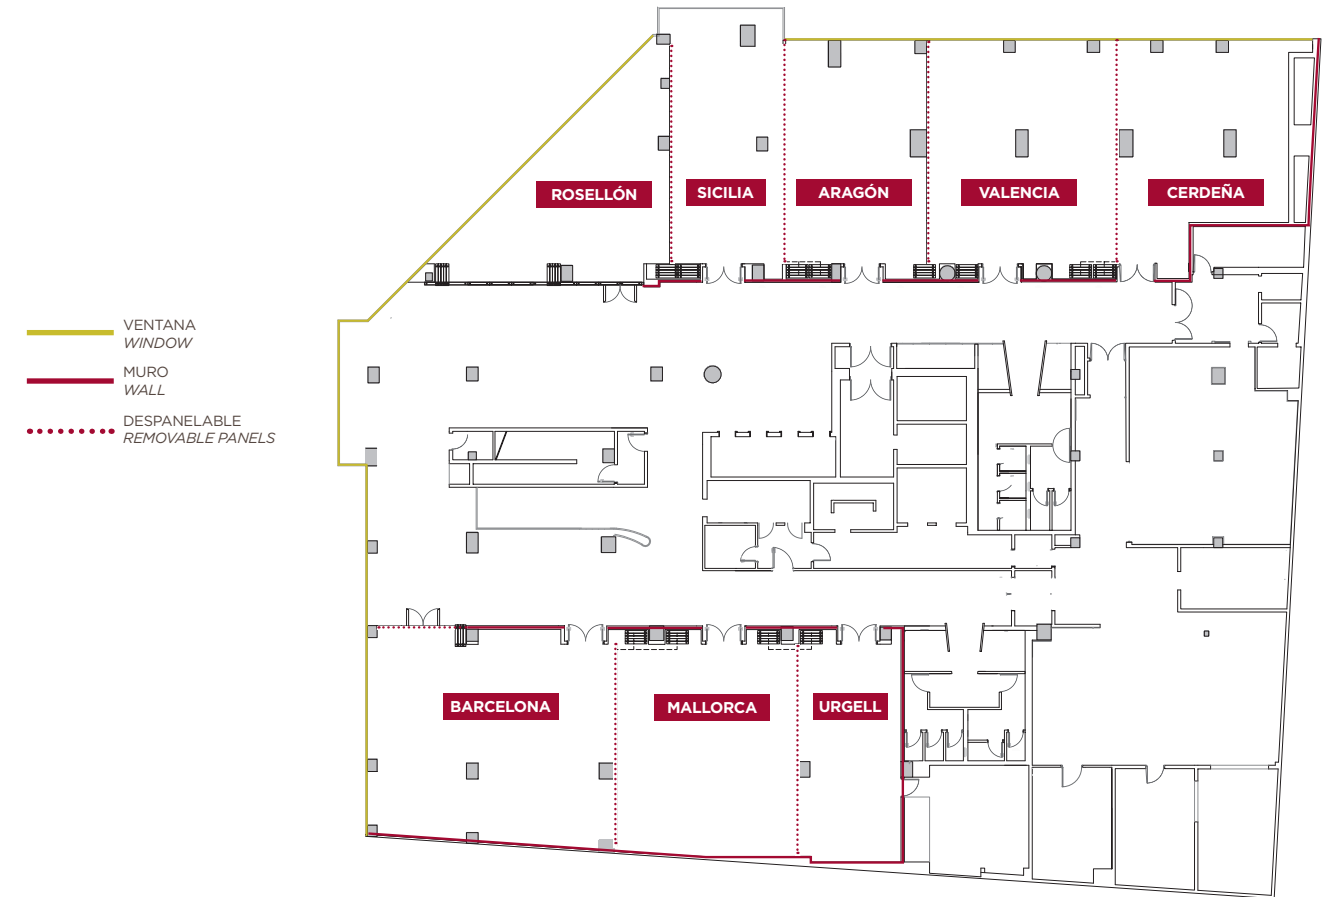 ROSELLÓN
SICILIA
ARAGÓN
VALENCIA
CERDEÑA
VENTANA
WINDOW
MURO
WALL
DESPANELABLE
REMOVABLE PANELS
BARCELONA
MALLORCA
URGELL